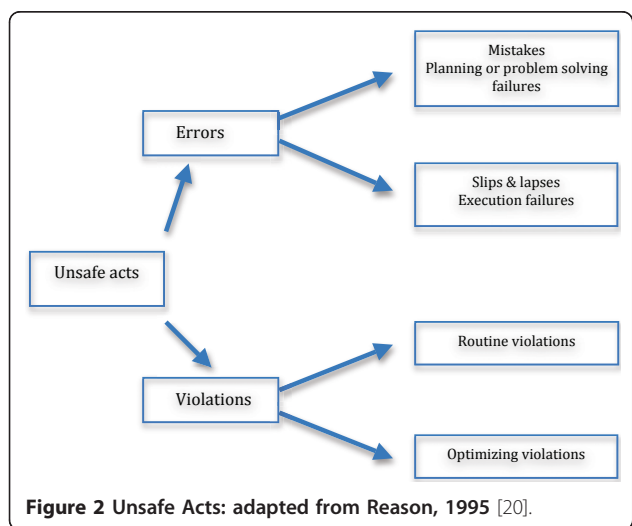 Mistakes
Planning or problem solving
failures
Errors
Slips & lapses
Execution failures
Unsafe acts
Routine violations
Violations
Optimizing violations
Figure 2 Unsafe Acts: adapted from Reason, 1995 [20].